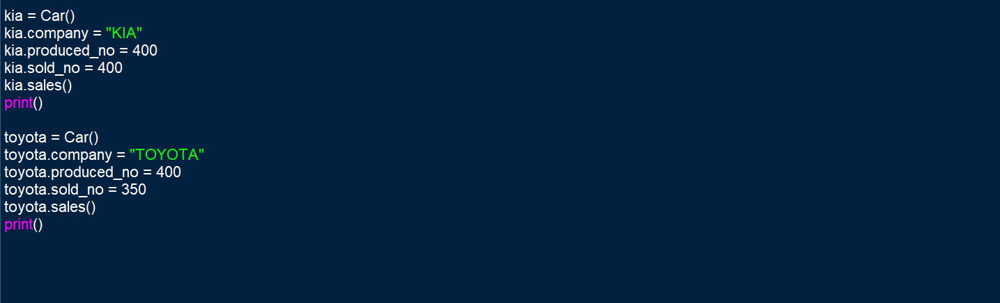 kia = Car()
kia.company = "KIA"
kia.produced_no = 400
kia.sold_no = 400
kia.sales()
print()
toyota = Car()
toyota.company = "TOYOTA"
toyota.produced_no = 400
toyota.sold_no = 350
toyota.sales()
print()